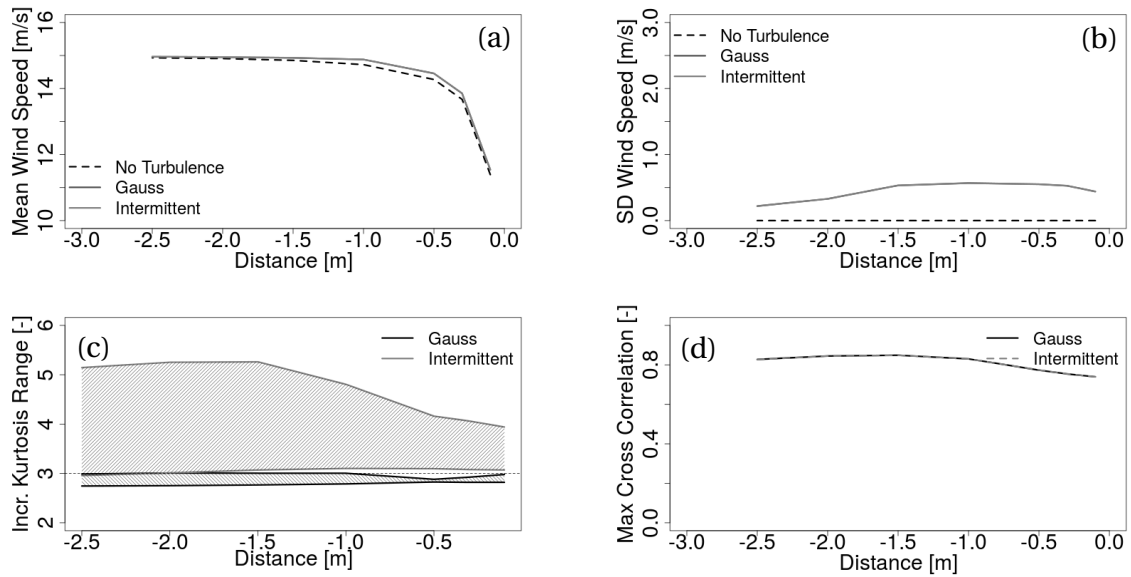 (a)
Mean Wind Speed [m/s]
16
14
12
10
No Turbulence
Gauss
Intermittent
-3.0 -2.5 -2.0 -1.5 -1.0 -0.5 0.0
Distance [m]
(b)
SD Wind Speed [m/s]
3.0
2.0
1.0
0.0
No Turbulence
Gauss
Intermittent
-3.0 -2.5 -2.0 -1.5 -1.0 -0.5 0.0
Distance [m]
(c)
Incr. Kurtosis Range [-]
6
5
4
3
2
Gauss
Intermittent
-2.5 -2.0 -1.5 -1.0 -0.5
Distance [m]
(d)
Max Cross Correlation [-]
0.8
0.4
0.0
Gauss
Intermittent
-3.0 -2.5 -2.0 -1.5 -1.0 -0.5 0.0
Distance [m]